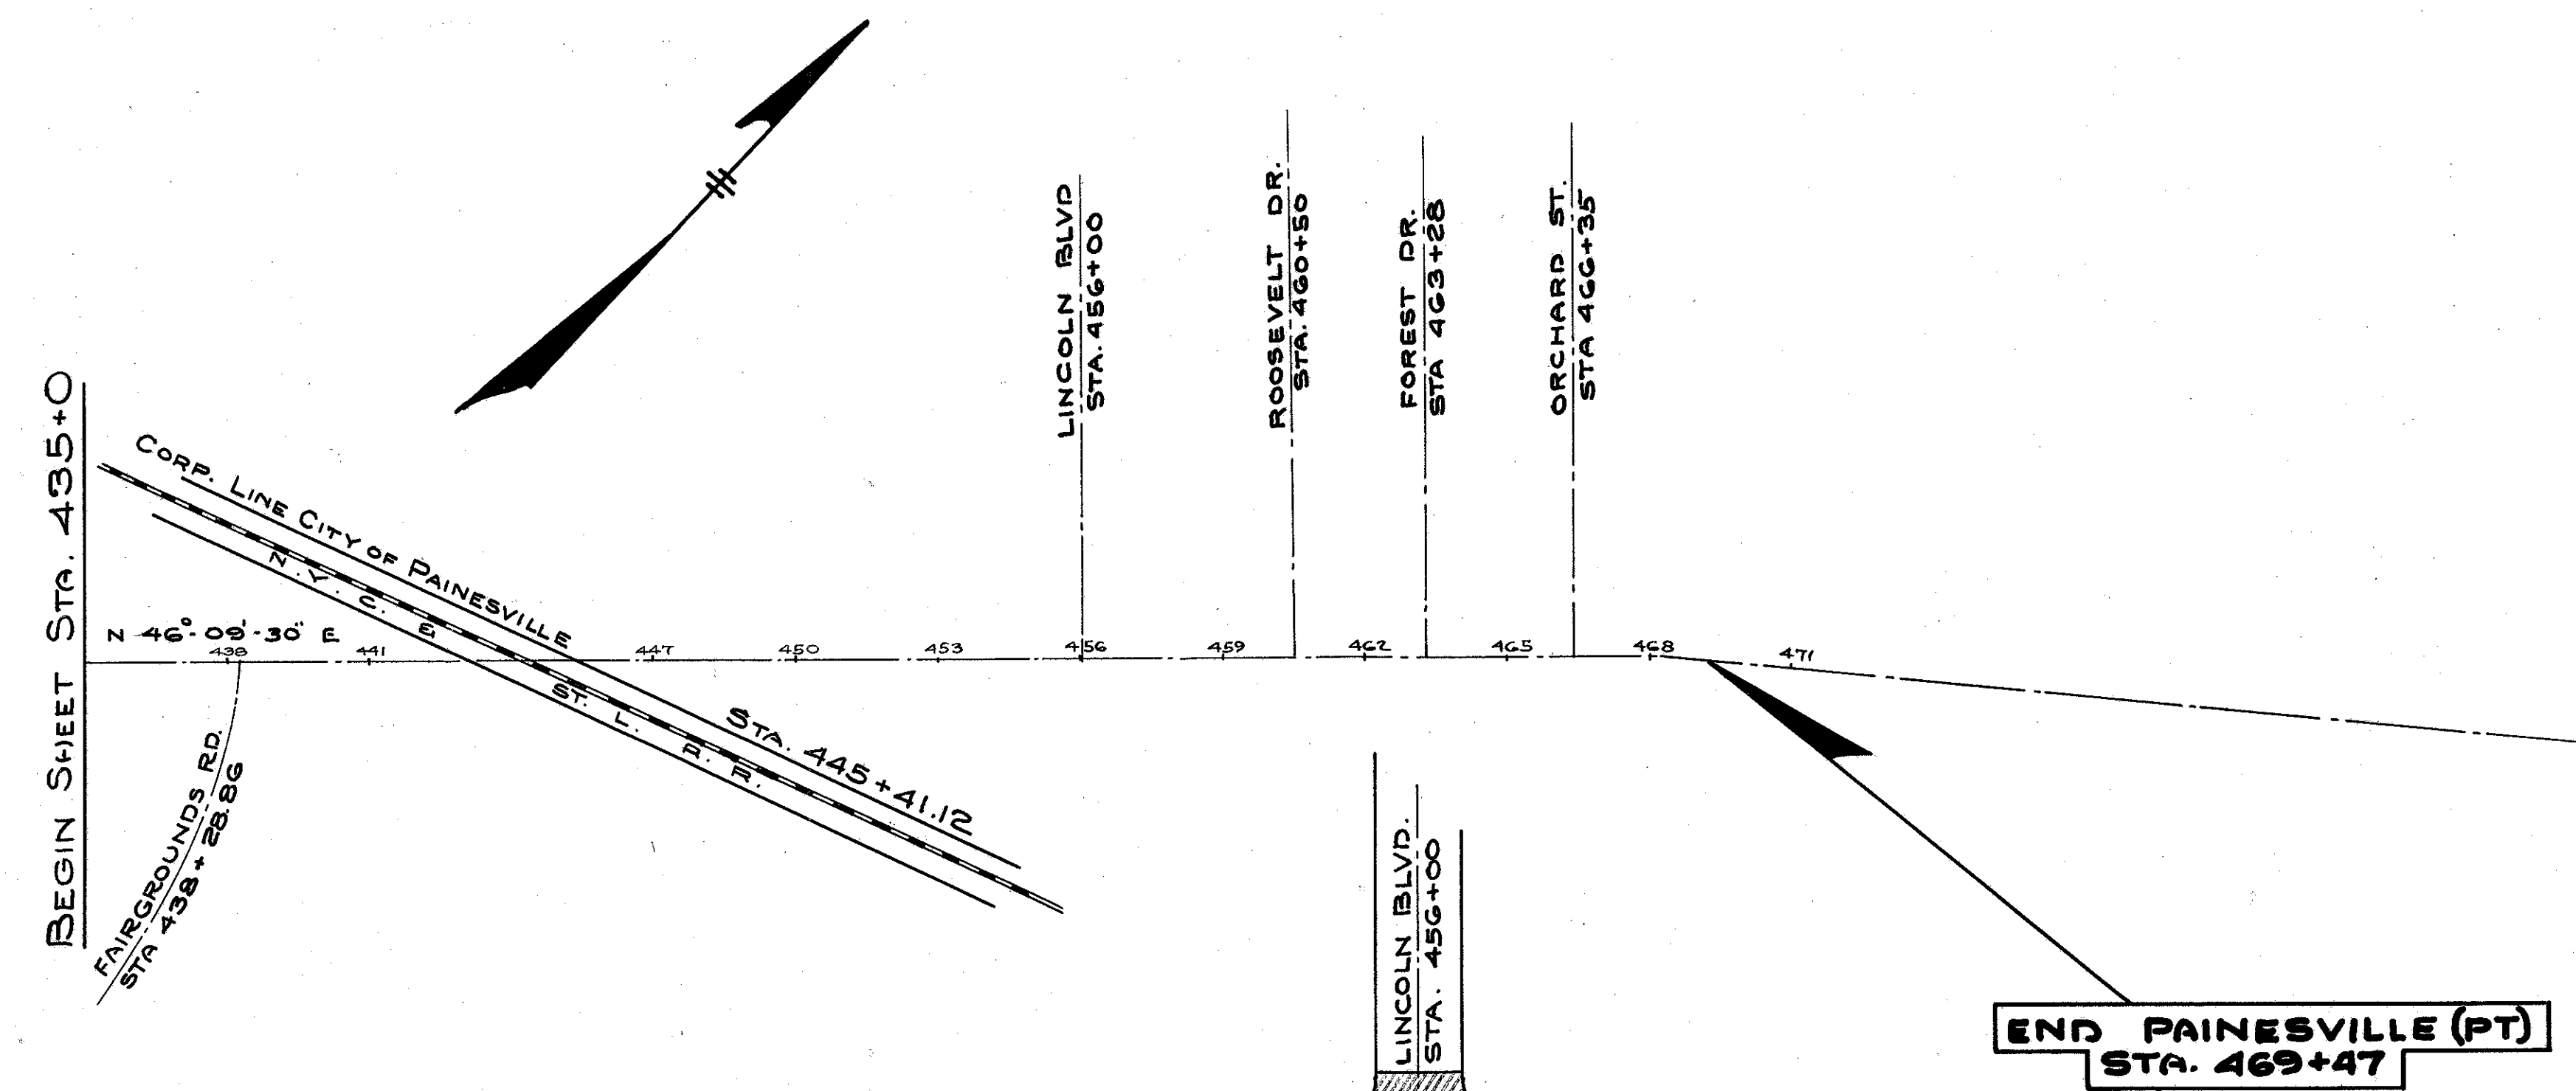 BEGIN SHEET STA. 435+0
CORP. LINE CITY OF PAINESVILLE
STA. 445+41.12
N.Y.C. & ST. L. R.R.
N 46°-09'-30" E
438 441 447 450 453 456 459 462 465 468 471
FAIRGROUNDS RD.
STA 438+28.86
LINCOLN BLVD
STA. 456+00
ROOSEVELT DR.
STA. 460+50
FOREST DR.
STA 463+28
ORCHARD ST.
STA 466+35
LINCOLN BLVD.
STA. 456+00
END PAINESVILLE (PT)
STA. 469+47